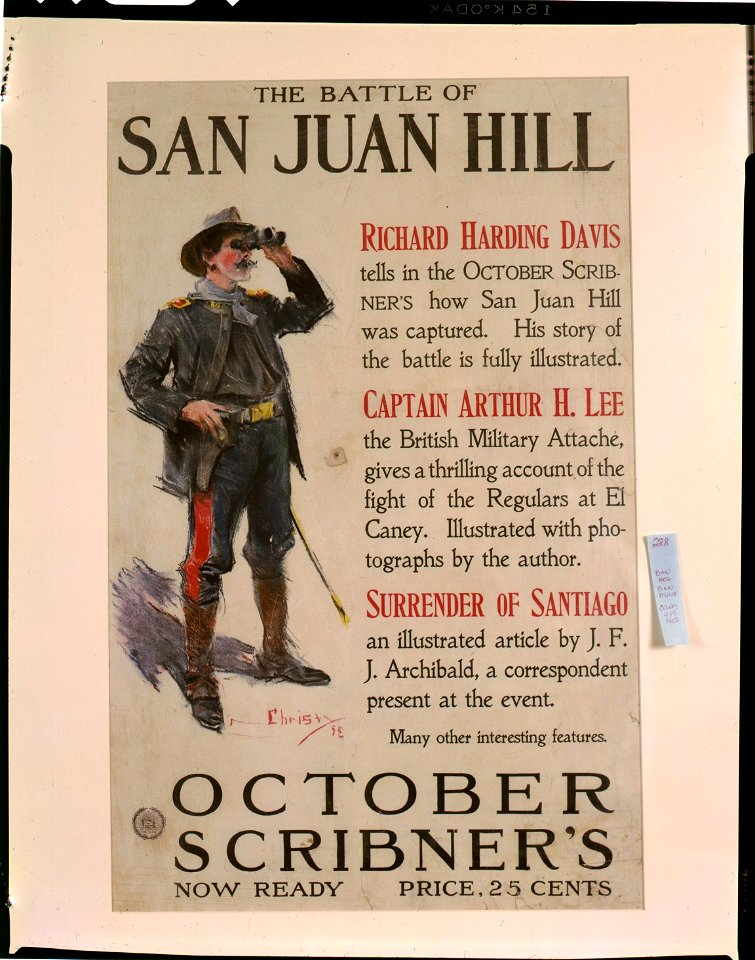 THE BATTLE OF
SAN JUAN HILL
RICHARD HARDING DAVIS
tells in the OCTOBER SCRIB-
NER'S how San Juan Hill
was captured. His story of
the battle is fully illustrated.
CAPTAIN ARTHUR H. LEE
the British Military Attache,
gives a thrilling account of the
fight of the Regulars at El
Caney. Illustrated with pho-
tographs by the author.
SURRENDER OF SANTIAGO
an illustrated article by J. F.
J. Archibald, a correspondent
present at the event.
Many other interesting features.
Christy
98
OCTOBER
SCRIBNER'S
NOW READY PRICE, 25 CENTS
288
B&W
NEG
B&W